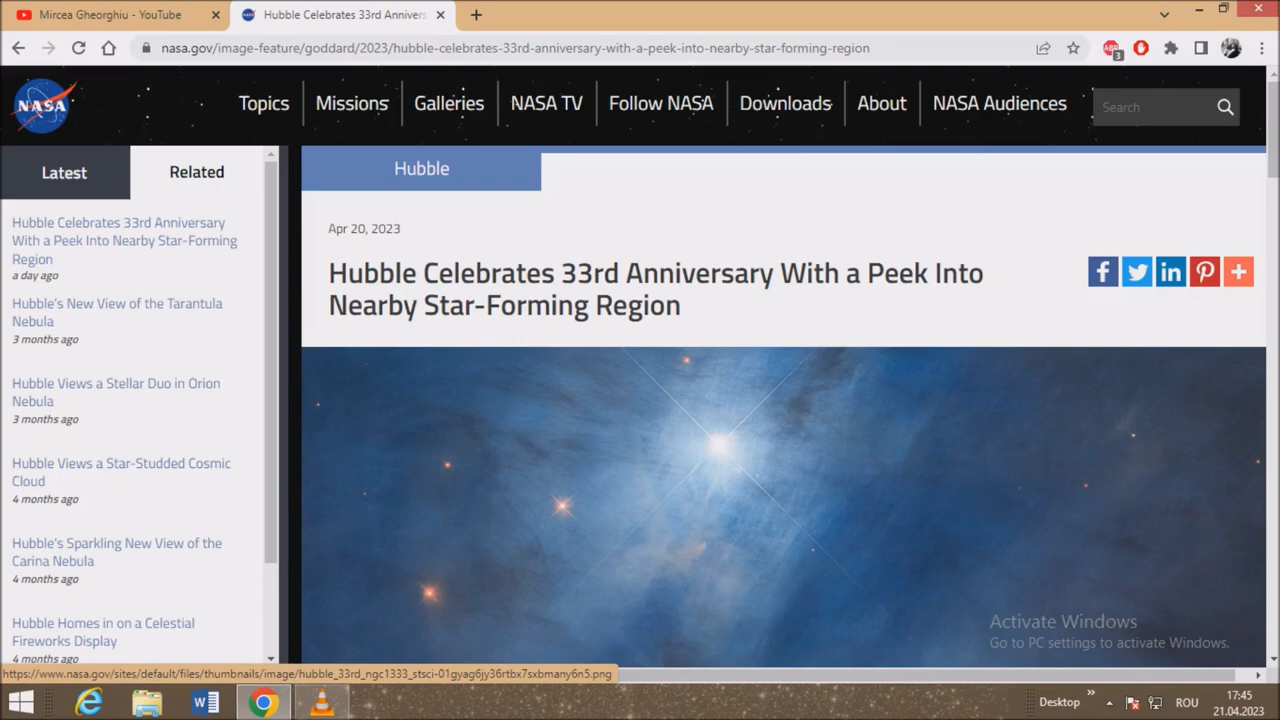 Mircea Gheorghiu - YouTube
Hubble Celebrates 33rd Annivers
nasa.gov/image-feature/goddard/2023/hubble-celebrates-33rd-anniversary-with-a-peek-into-nearby-star-forming-region
ABP
3
NASA
Topics
Missions
Galleries
NASA TV
Follow NASA
Downloads
About
NASA Audiences
Search
Latest
Related
Hubble Celebrates 33rd Anniversary
With a Peek Into Nearby Star-Forming
Region
a day ago
Hubble's New View of the Tarantula
Nebula
3 months ago
Hubble Views a Stellar Duo in Orion
Nebula
3 months ago
Hubble Views a Star-Studded Cosmic
Cloud
4 months ago
Hubble's Sparkling New View of the
Carina Nebula
4 months ago
Hubble Homes in on a Celestial
Fireworks Display
4 months ago
Hubble
Apr 20, 2023
Hubble Celebrates 33rd Anniversary With a Peek Into
Nearby Star-Forming Region
Activate Windows
Go to PC settings to activate Windows.
https://www.nasa.gov/sites/default/files/thumbnails/image/hubble_33rd_ngc1333_stsci-01gyag6jy36rtbx7sxbmany6n5.png
Desktop
ROU
17:45
21.04.2023